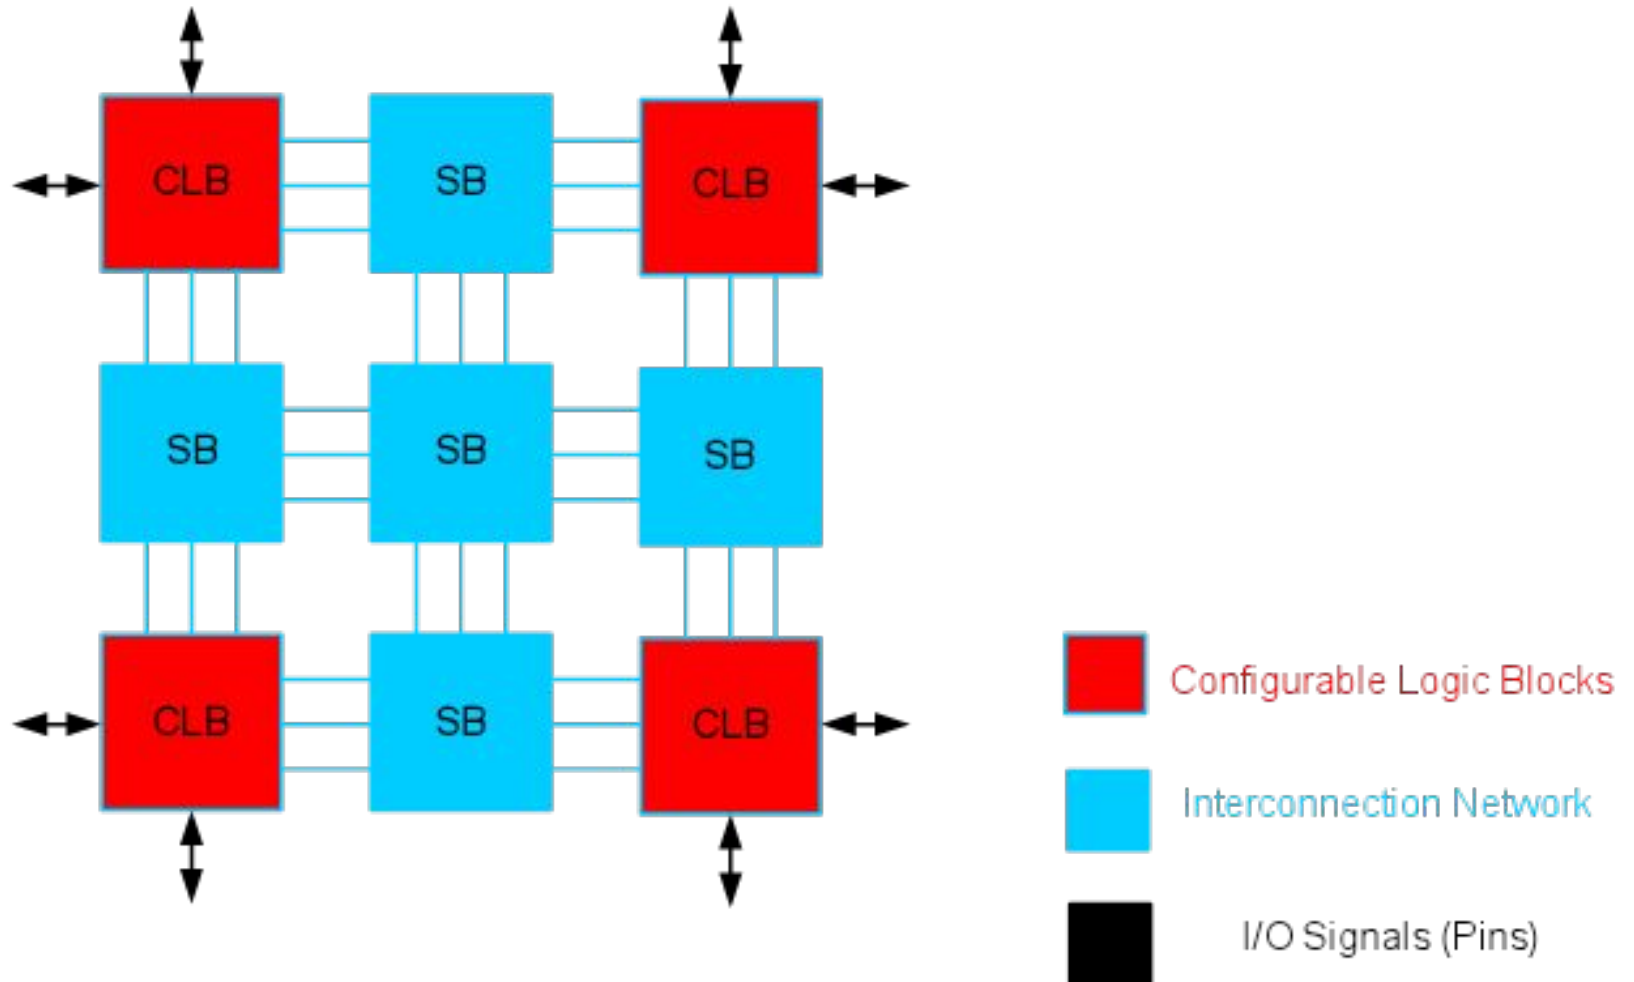 CLB
SB
CLB
SB
SB
SB
CLB
SB
CLB
Configurable Logic Blocks
Interconnection Network
I/O Signals (Pins)